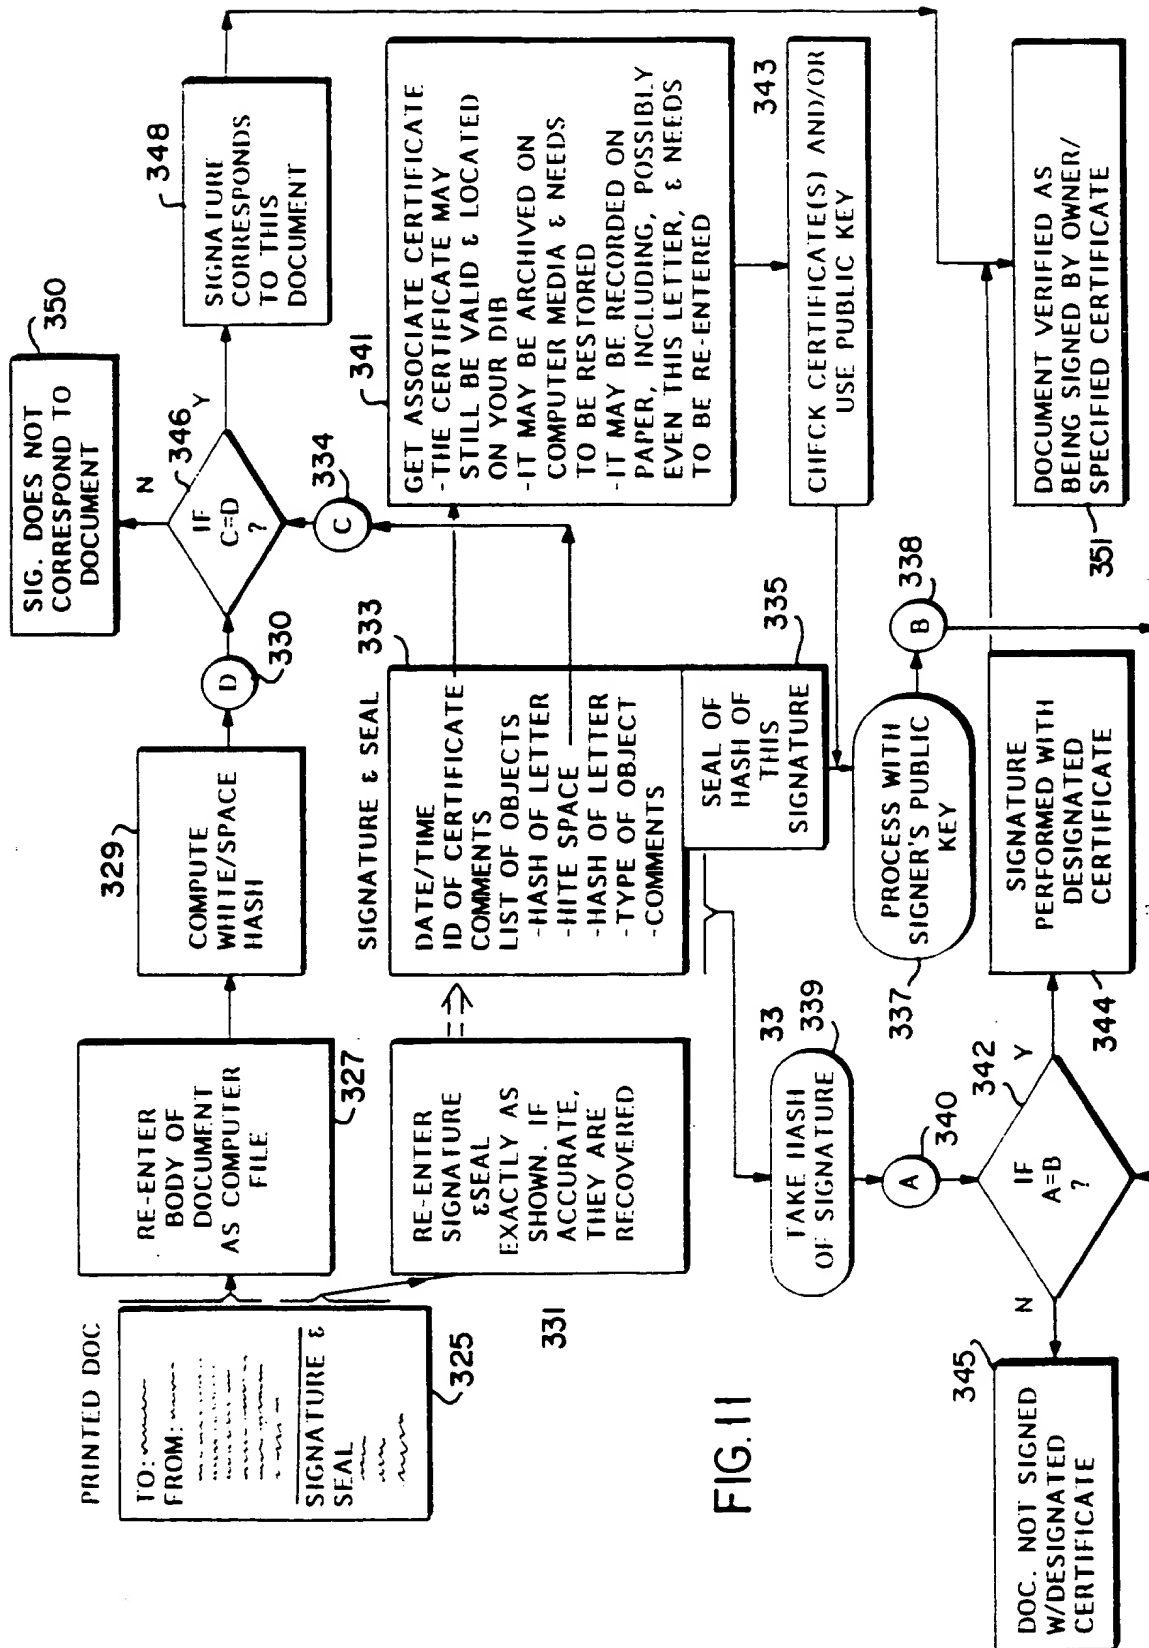 PRINTED DOC
TO:
FROM:
SIGNATURE &
SEAL
325
RE-ENTER
BODY OF
DOCUMENT
AS COMPUTER
FILE
327
COMPUTE
WHITE/SPACE
HASH
329
D
330
IF
C=D
?
346
N
Y
SIG. DOES NOT
CORRESPOND TO
DOCUMENT
350
SIGNATURE
CORRESPONDS
TO THIS
DOCUMENT
348
C
334
331
RE-ENTER
SIGNATURE
&SEAL
EXACTLY AS
SHOWN. IF
ACCURATE,
THEY ARE
RECOVERED
SIGNATURE & SEAL
333
DATE/TIME
ID OF CERTIFICATE
COMMENTS
LIST OF OBJECTS
-HASH OF LETTER
-HITE SPACE
-HASH OF LETTER
-TYPE OF OBJECT
-COMMENTS
SEAL OF
HASH OF
THIS
SIGNATURE
335
341
GET ASSOCIATE CERTIFICATE
-THE CERTIFICATE MAY
STILL BE VALID & LOCATED
ON YOUR DIB
-IT MAY BE ARCHIVED ON
COMPUTER MEDIA & NEEDS
TO BE RESTORED
-IT MAY BE RECORDED ON
PAPER, INCLUDING, POSSIBLY
EVEN THIS LETTER, & NEEDS
TO BE RE-ENTERED
343
CHECK CERTIFICATE(S) AND/OR
USE PUBLIC KEY
33
339
TAKE HASH
OF SIGNATURE
A
340
PROCESS WITH
SIGNER'S PUBLIC
KEY
337
B
338
IF
A=B
?
342
N
Y
345
DOC. NOT SIGNED
W/DESIGNATED
CERTIFICATE
SIGNATURE
PERFORMED WITH
DESIGNATED
CERTIFICATE
344
DOCUMENT VERIFIED AS
BEING SIGNED BY OWNER/
SPECIFIED CERTIFICATE
351
FIG.11